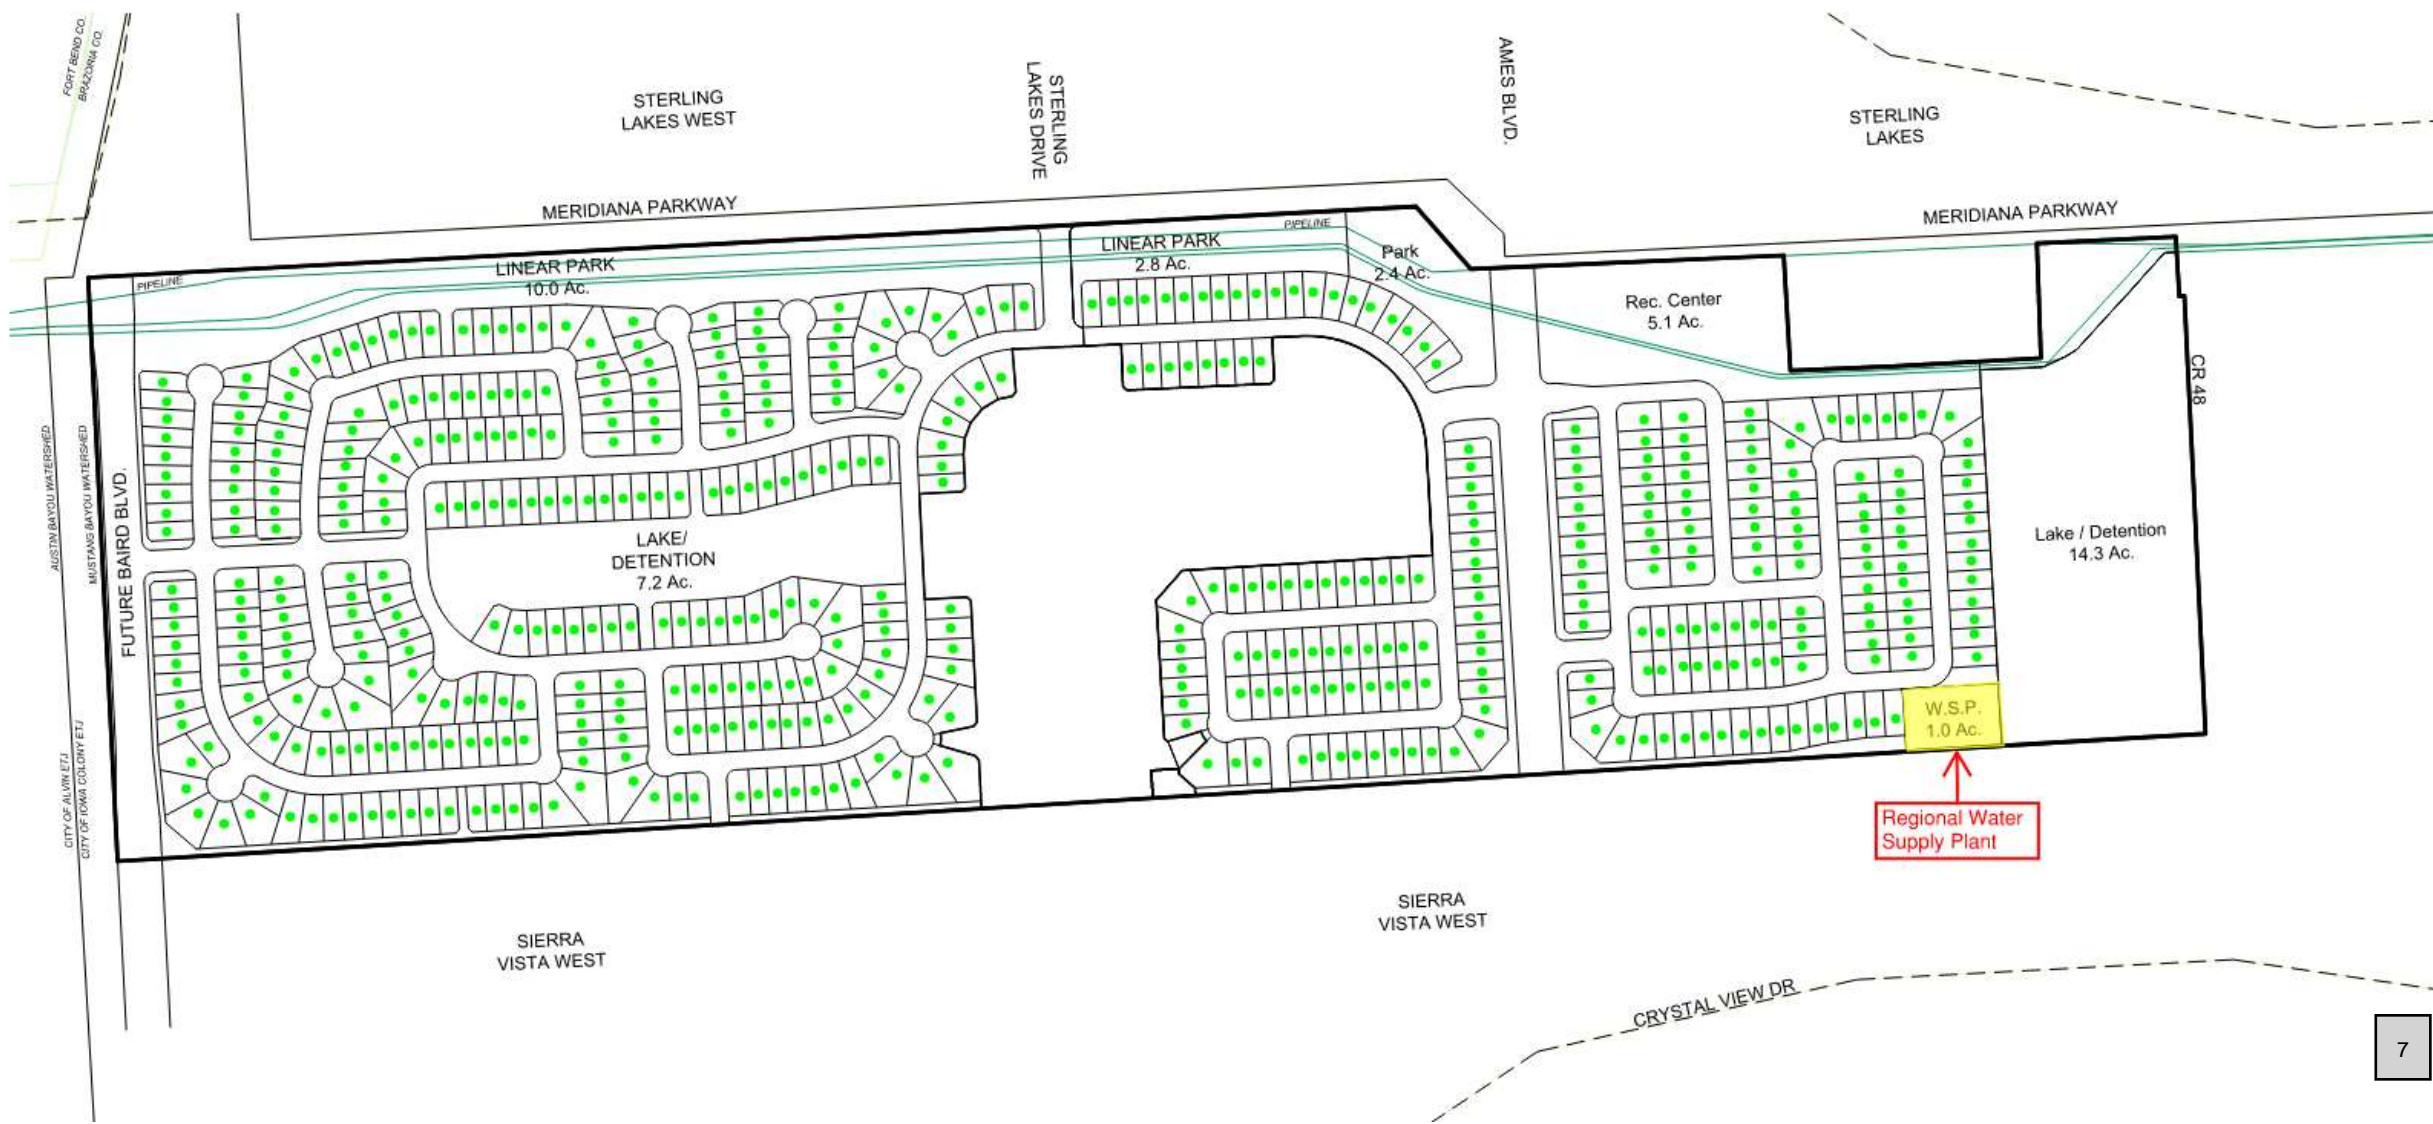 FORT BEND CO.
BRAZORIA CO.
STERLING
LAKES WEST
STERLING
LAKES DRIVE
AMES BLVD.
STERLING
LAKES
MERIDIANA PARKWAY
MERIDIANA PARKWAY
PIPELINE
LINEAR PARK
10.0 Ac.
LINEAR PARK
2.8 Ac.
PIPELINE
Park
2.4 Ac.
Rec. Center
5.1 Ac.
CR 48
AUSTIN BAYOU WATERSHED
MUSTANG BAYOU WATERSHED
FUTURE BAIRD BLVD.
LAKE/
DETENTION
7.2 Ac.
Lake / Detention
14.3 Ac.
W.S.P.
1.0 Ac.
CITY OF ALVIN ETJ
CITY OF IOWA COLONY ETJ
Regional Water
Supply Plant
SIERRA
VISTA WEST
SIERRA
VISTA WEST
CRYSTAL VIEW DR
7